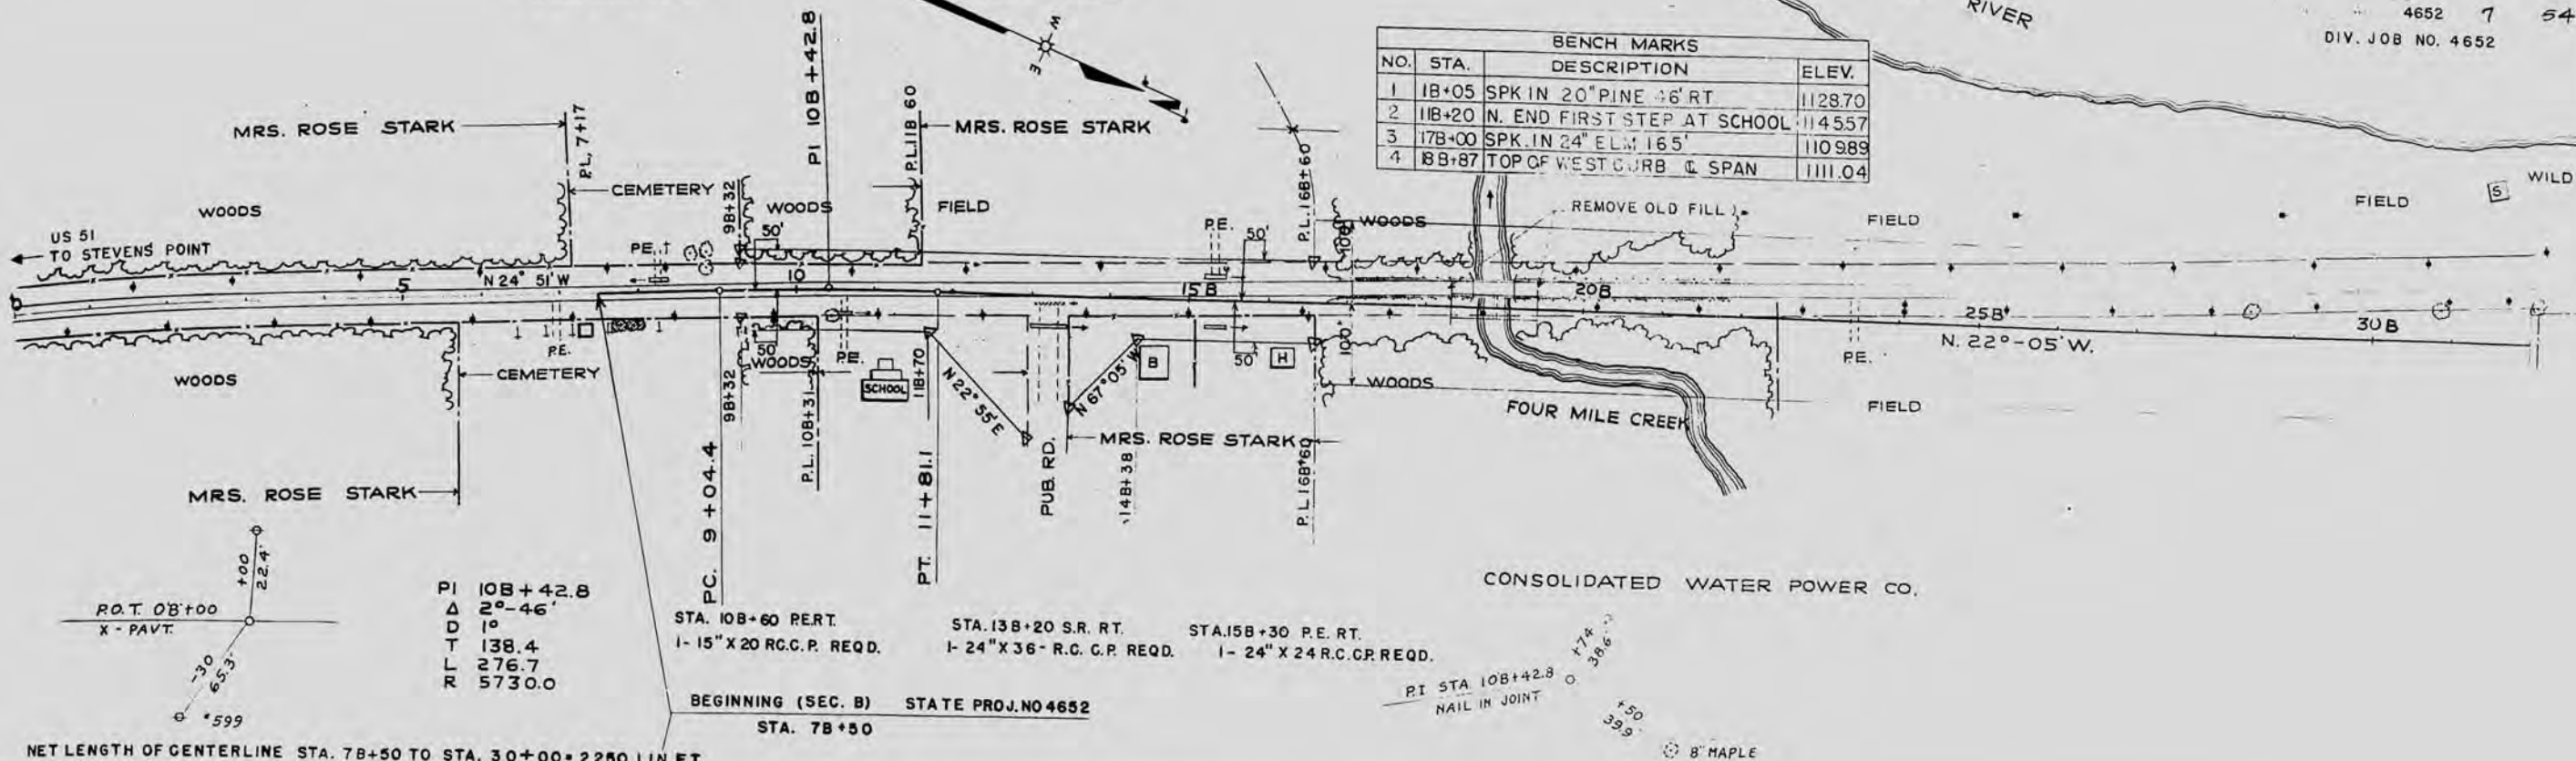 RIVER
4652 7 54
DIV. JOB NO. 4652
BENCH MARKS
NO. STA. DESCRIPTION ELEV.
1 1B+05 SPK IN 20" PINE 46' RT 1128.70
2 11B+20 N. END FIRST STEP AT SCHOOL 1145.57
3 17B+00 SPK. IN 24" ELM 165' 1109.89
4 18B+87 TOP OF WEST CURB ℄ SPAN 1111.04
W
E
MRS. ROSE STARK
P.L. 7+17
PI 10B+42.8
P.L. 11B 60
MRS. ROSE STARK
CEMETERY
WOODS
9B+32
WOODS
FIELD
P.E.
50'
P.L. 16B+60
100'
WOODS
REMOVE OLD FILL
FIELD
FIELD
S
WILD
US 51
TO STEVENS POINT
P.E.
50'
N 24° 51' W
0
5
10
15B
20B
25B
30B
N. 22°-05' W.
P.E.
50'
WOODS
P.E.
SCHOOL
11B+70
N 22° 55' E
N 67° 05' W
B
50'
H
100'
WOODS
P.E.
WOODS
CEMETERY
9B+32
P.L. 10B+31
FOUR MILE CREEK
FIELD
MRS. ROSE STARK
PC. 9+04.4
PT. 11+81.1
PUB. RD.
MRS. ROSE STARK
14B+38
P.L. 16B+60
+00
22.4'
P.O.T. 0B+00
X - PAVT.
-30
65.3'
*599
PI 10B+42.8
Δ 2°-46'
D 1°
T 138.4
L 276.7
R 5730.0
STA. 10B+60 P.E. RT.
1- 15" X 20 R.C.C.P. REQD.
STA. 13B+20 S.R. RT.
1- 24" X 36- R.C. C.P. REQD.
STA. 15B+30 P.E. RT.
1- 24" X 24 R.C.C.P. REQD.
CONSOLIDATED WATER POWER CO.
+74
38.6
P.I STA 10B+42.8
NAIL IN JOINT
+50
39.9'
8" MAPLE
BEGINNING (SEC. B) STATE PROJ. NO 4652
STA. 7B+50
NET LENGTH OF CENTERLINE STA. 7B+50 TO STA. 30+00 = 2250 LIN FT